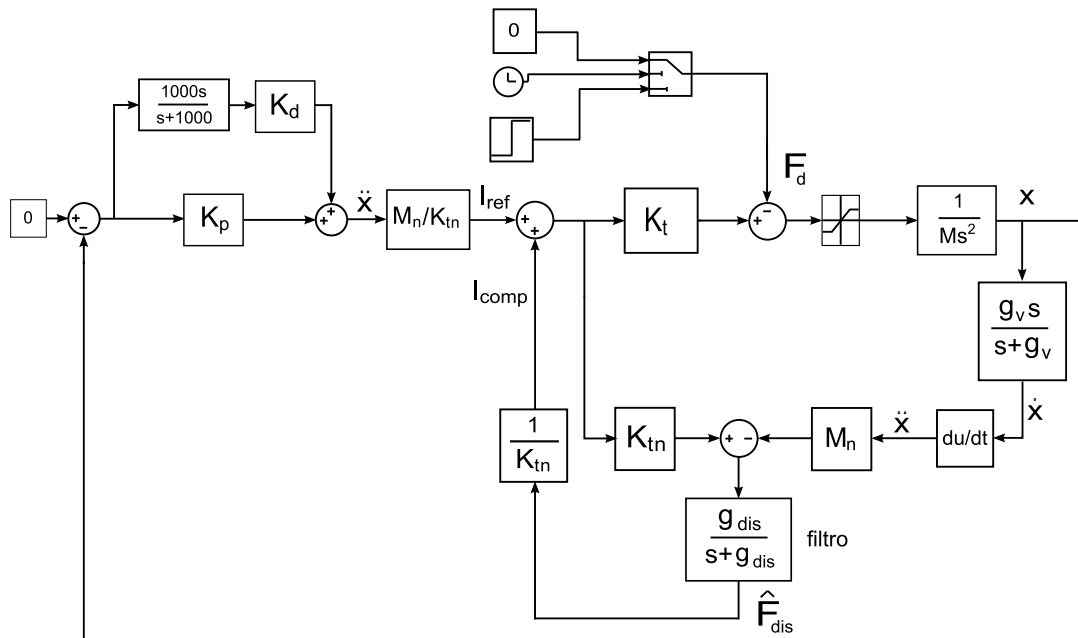 0
1000s
s+1000
K_d
F_d
0
+
-
K_p
+
+
ẍ
M_n/K_tn
I_ref
+
+
K_t
-
+
1
Ms²
x
I_comp
g_v s
s+g_v
ẋ
1
K_tn
K_tn
+ -
M_n
ẍ
du/dt
g_dis
s+g_dis
filtro
F̂_dis